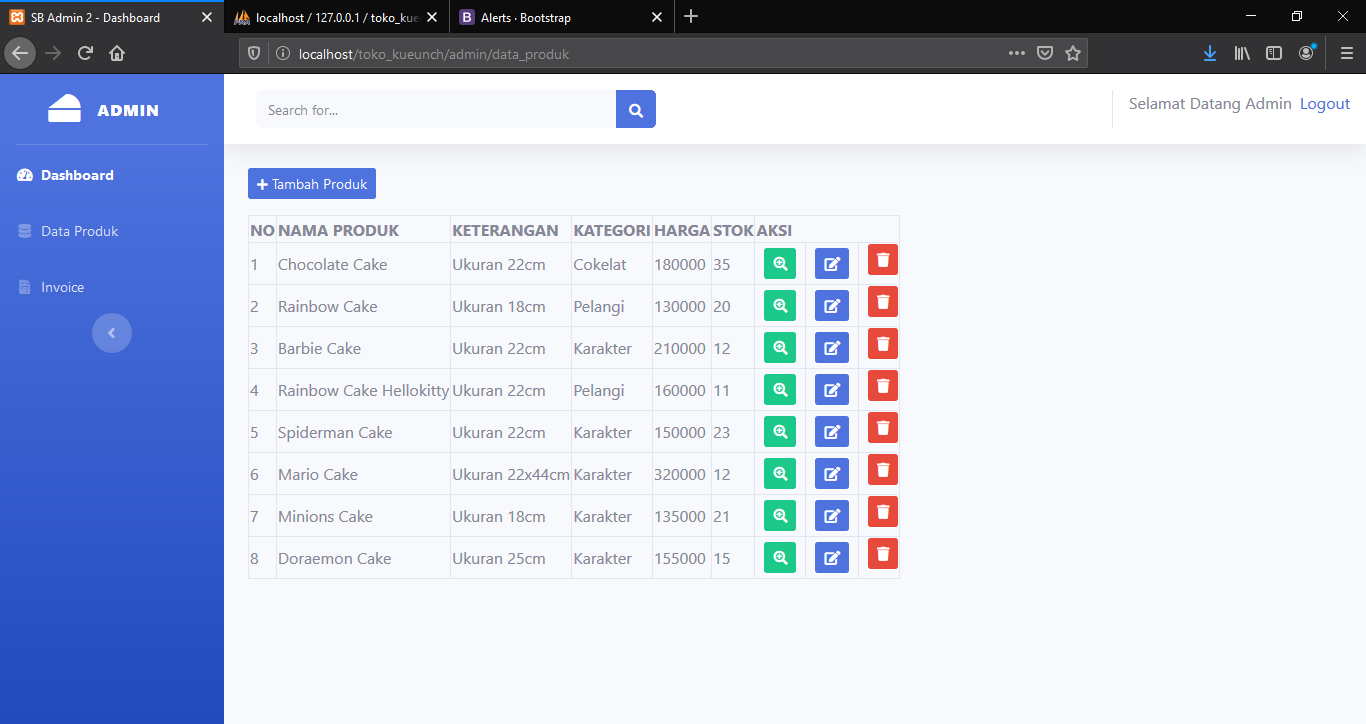 SB Admin 2 - Dashboard
localhost / 127.0.0.1 / toko_kue
B Alerts · Bootstrap
localhost/toko_kueunch/admin/data_produk
ADMIN
Search for...
Selamat Datang Admin Logout
Dashboard
Data Produk
Invoice
Tambah Produk
NO NAMA PRODUK KETERANGAN KATEGORI HARGA STOK AKSI
1 Chocolate Cake Ukuran 22cm Cokelat 180000 35
2 Rainbow Cake Ukuran 18cm Pelangi 130000 20
3 Barbie Cake Ukuran 22cm Karakter 210000 12
4 Rainbow Cake Hellokitty Ukuran 22cm Pelangi 160000 11
5 Spiderman Cake Ukuran 22cm Karakter 150000 23
6 Mario Cake Ukuran 22x44cm Karakter 320000 12
7 Minions Cake Ukuran 18cm Karakter 135000 21
8 Doraemon Cake Ukuran 25cm Karakter 155000 15